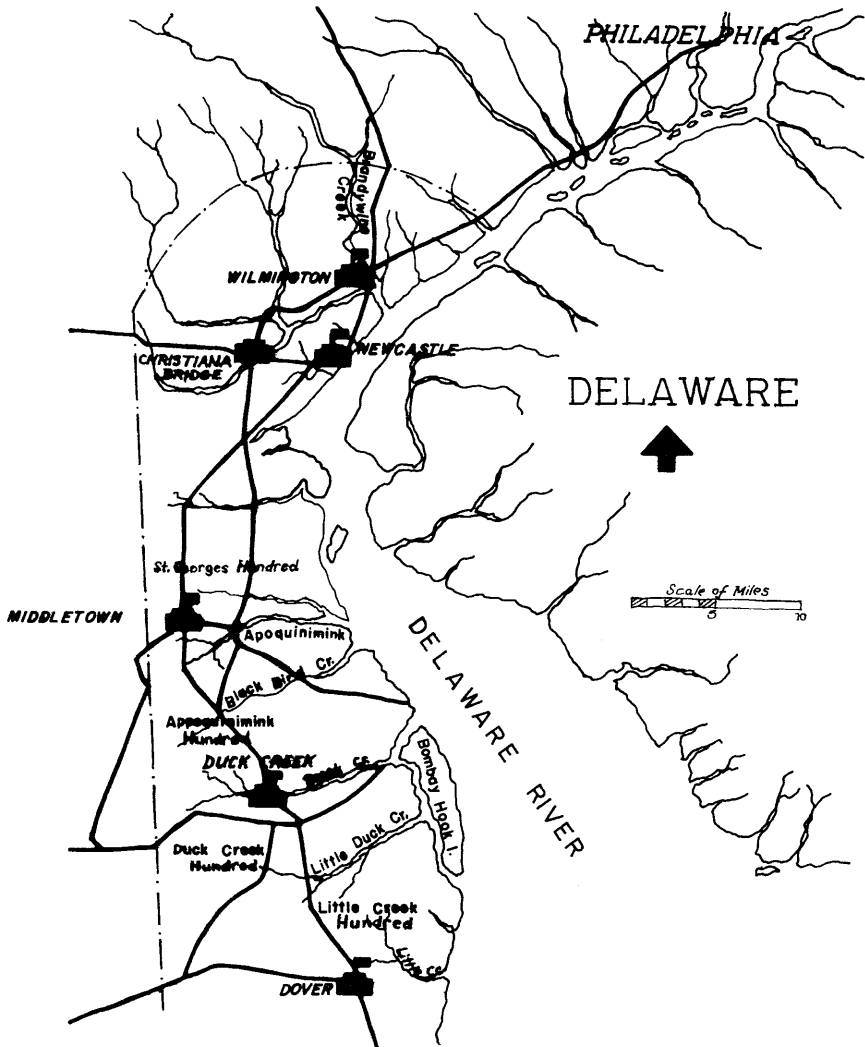 PHILADELPHIA
Brandywine
Creek
WILMINGTON
NEWCASTLE
CHRISTIANA
BRIDGE
DELAWARE
St. Georges Hundred
Scale of Miles
5
10
MIDDLETOWN
Apoquinimink
DELAWARE RIVER
Black Bird Cr.
Appoquinimink
Hundred
DUCK CREEK
Duck Cr.
Bombay Hook I.
Little Duck Cr.
Duck Creek
Hundred
Little Creek
Hundred
Little Cr.
DOVER